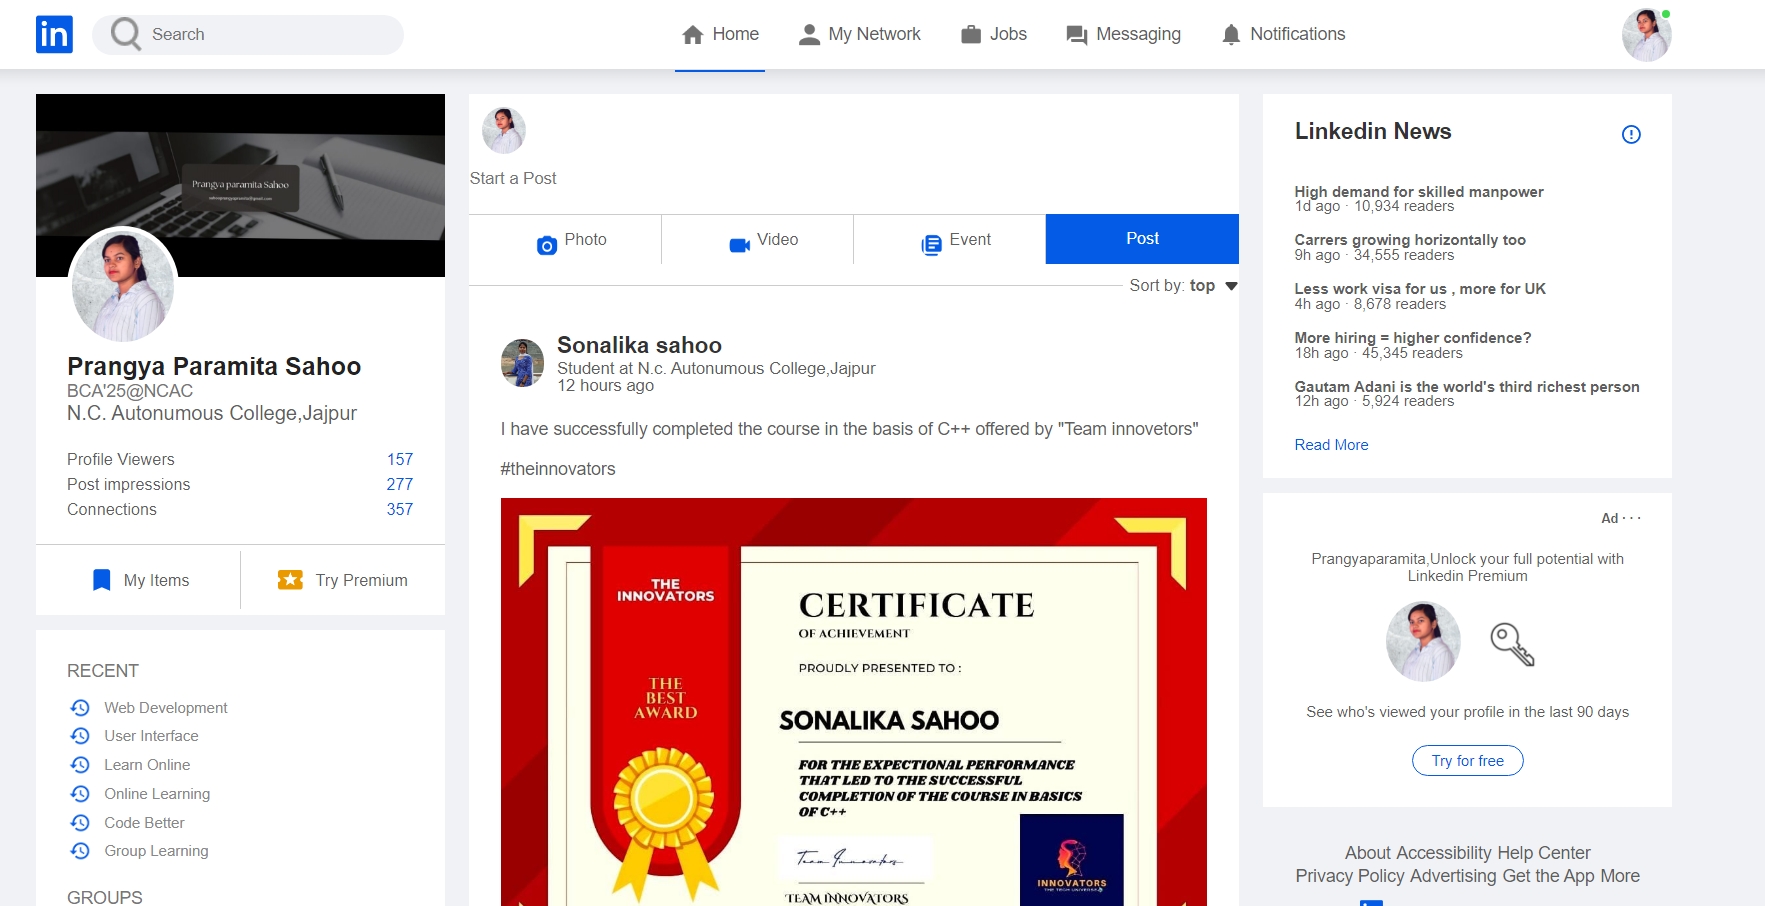 in
Search
Home
My Network
Jobs
Messaging
Notifications
Prangya paramita Sahoo
Prangya Paramita Sahoo
BCA'25@NCAC
N.C. Autonumous College,Jajpur
Profile Viewers 157
Post impressions 277
Connections 357
My Items
Try Premium
RECENT
Web Development
User Interface
Learn Online
Online Learning
Code Better
Group Learning
GROUPS
Start a Post
Photo
Video
Event
Post
Sort by: top
Sonalika sahoo
Student at N.c. Autonumous College,Jajpur
12 hours ago
I have successfully completed the course in the basis of C++ offered by "Team innovetors"
#theinnovators
THE
INNOVATORS
THE
BEST
AWARD
CERTIFICATE
OF ACHIEVEMENT
PROUDLY PRESENTED TO :
SONALIKA SAHOO
FOR THE EXPECTIONAL PERFORMANCE
THAT LED TO THE SUCCESSFUL
COMPLETION OF THE COURSE IN BASICS
OF C++
Team Innovators
TEAM INNOVATORS
INNOVATORS
THE TECH UNIVERSE
Linkedin News
High demand for skilled manpower
1d ago · 10,934 readers
Carrers growing horizontally too
9h ago · 34,555 readers
Less work visa for us , more for UK
4h ago · 8,678 readers
More hiring = higher confidence?
18h ago · 45,345 readers
Gautam Adani is the world's third richest person
12h ago · 5,924 readers
Read More
Ad · · ·
Prangyaparamita,Unlock your full potential with
Linkedin Premium
See who's viewed your profile in the last 90 days
Try for free
About Accessibility Help Center
Privacy Policy Advertising Get the App More